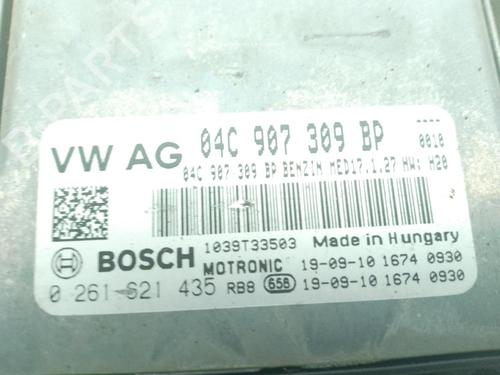 VW AG 04C 907 309 BP 0010
04C 907 309 BP BENZIN MED17.1.27 HW: H20
BOSCH 1039T33503 Made in Hungary
MOTRONIC 19-09-10 1674 0930
0 261 S21 435 RB8 658 19-09-10 1674 0930
B-PARTS